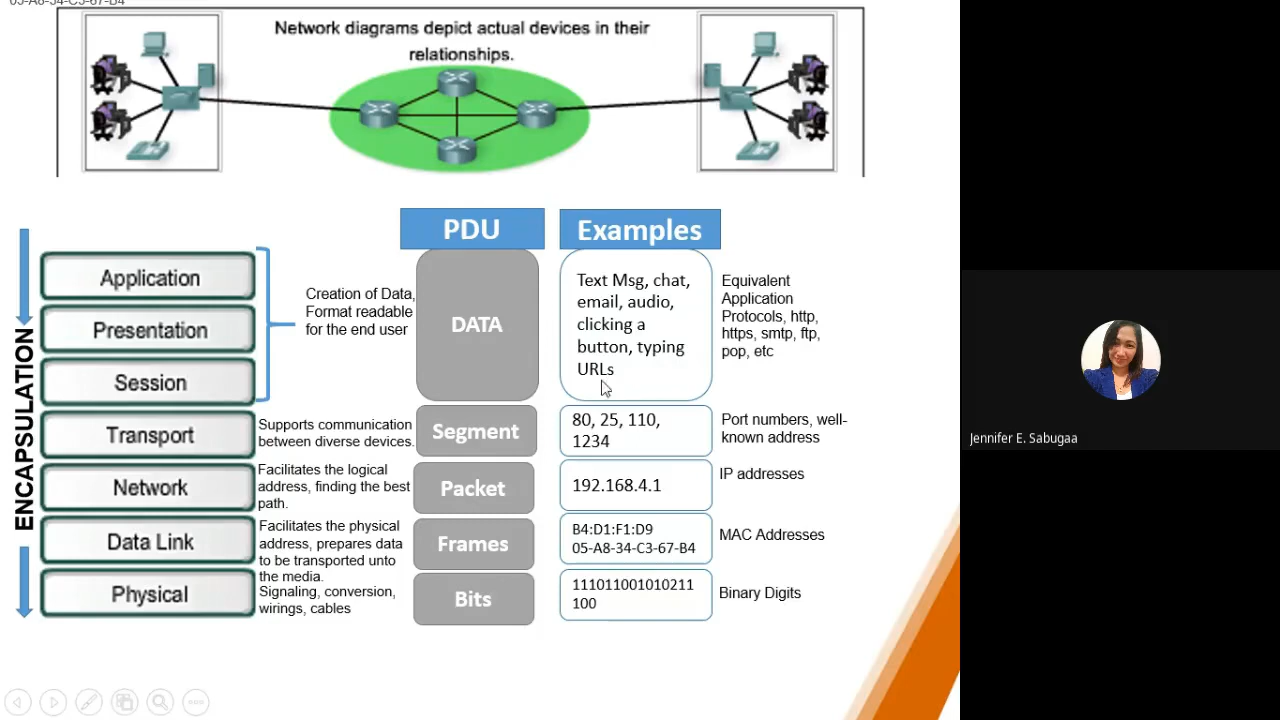 05-A8-34-C3-67-B4
Network diagrams depict actual devices in their
relationships.
PDU
Examples
ENCAPSULATION
Application
Presentation
Session
Creation of Data,
Format readable
for the end user
DATA
Text Msg, chat,
email, audio,
clicking a
button, typing
URLs
Equivalent
Application
Protocols, http,
https, smtp, ftp,
pop, etc
Transport
Supports communication
between diverse devices.
Segment
80, 25, 110,
1234
Port numbers, well-
known address
Network
Facilitates the logical
address, finding the best
path.
Packet
192.168.4.1
IP addresses
Data Link
Facilitates the physical
address, prepares data
to be transported unto
the media.
Frames
B4:D1:F1:D9
05-A8-34-C3-67-B4
MAC Addresses
Physical
Signaling, conversion,
wirings, cables
Bits
111011001010211
100
Binary Digits
Jennifer E. Sabugaa